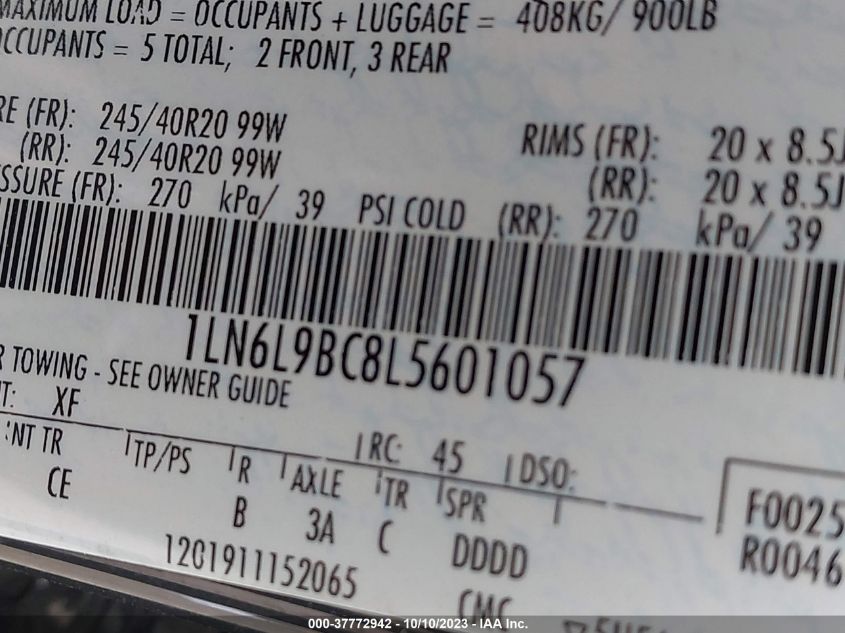 MAXIMUM LOAD = OCCUPANTS + LUGGAGE = 408KG/ 900LB
OCCUPANTS = 5 TOTAL; 2 FRONT, 3 REAR
RE (FR): 245/40R20 99W RIMS (FR): 20 x 8.5J
(RR): 245/40R20 99W (RR): 20 x 8.5J
SSURE (FR): 270 kPa/ 39 PSI COLD (RR): 270 kPa/ 39
1LN6L9BC8L5601057
R TOWING - SEE OWNER GUIDE
T: XF RC: 45 DSO:
NT TR TP/PS R AXLE TR SPR F0025
CE B 3A C DDDD R0046
1201911152065 CMC
000-37772942 - 10/10/2023 - IAA Inc.